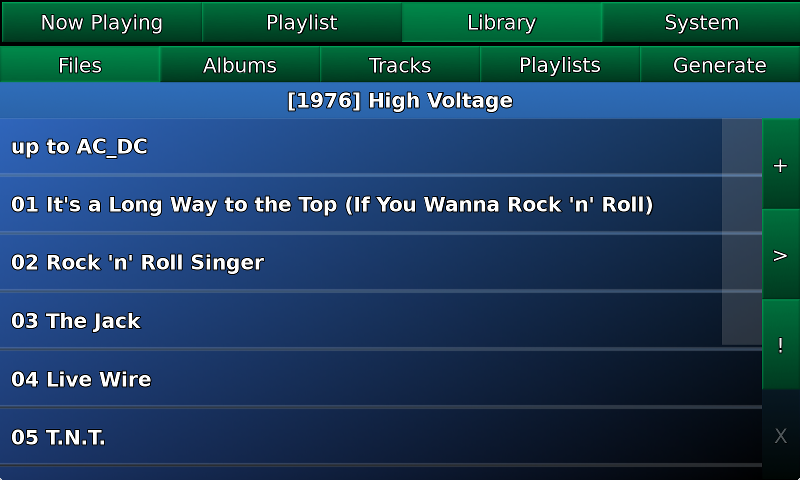 Now Playing Playlist Library System
Files Albums Tracks Playlists Generate
[1976] High Voltage
up to AC_DC
+
01 It's a Long Way to the Top (If You Wanna Rock 'n' Roll)
02 Rock 'n' Roll Singer
>
03 The Jack
!
04 Live Wire
05 T.N.T.
X